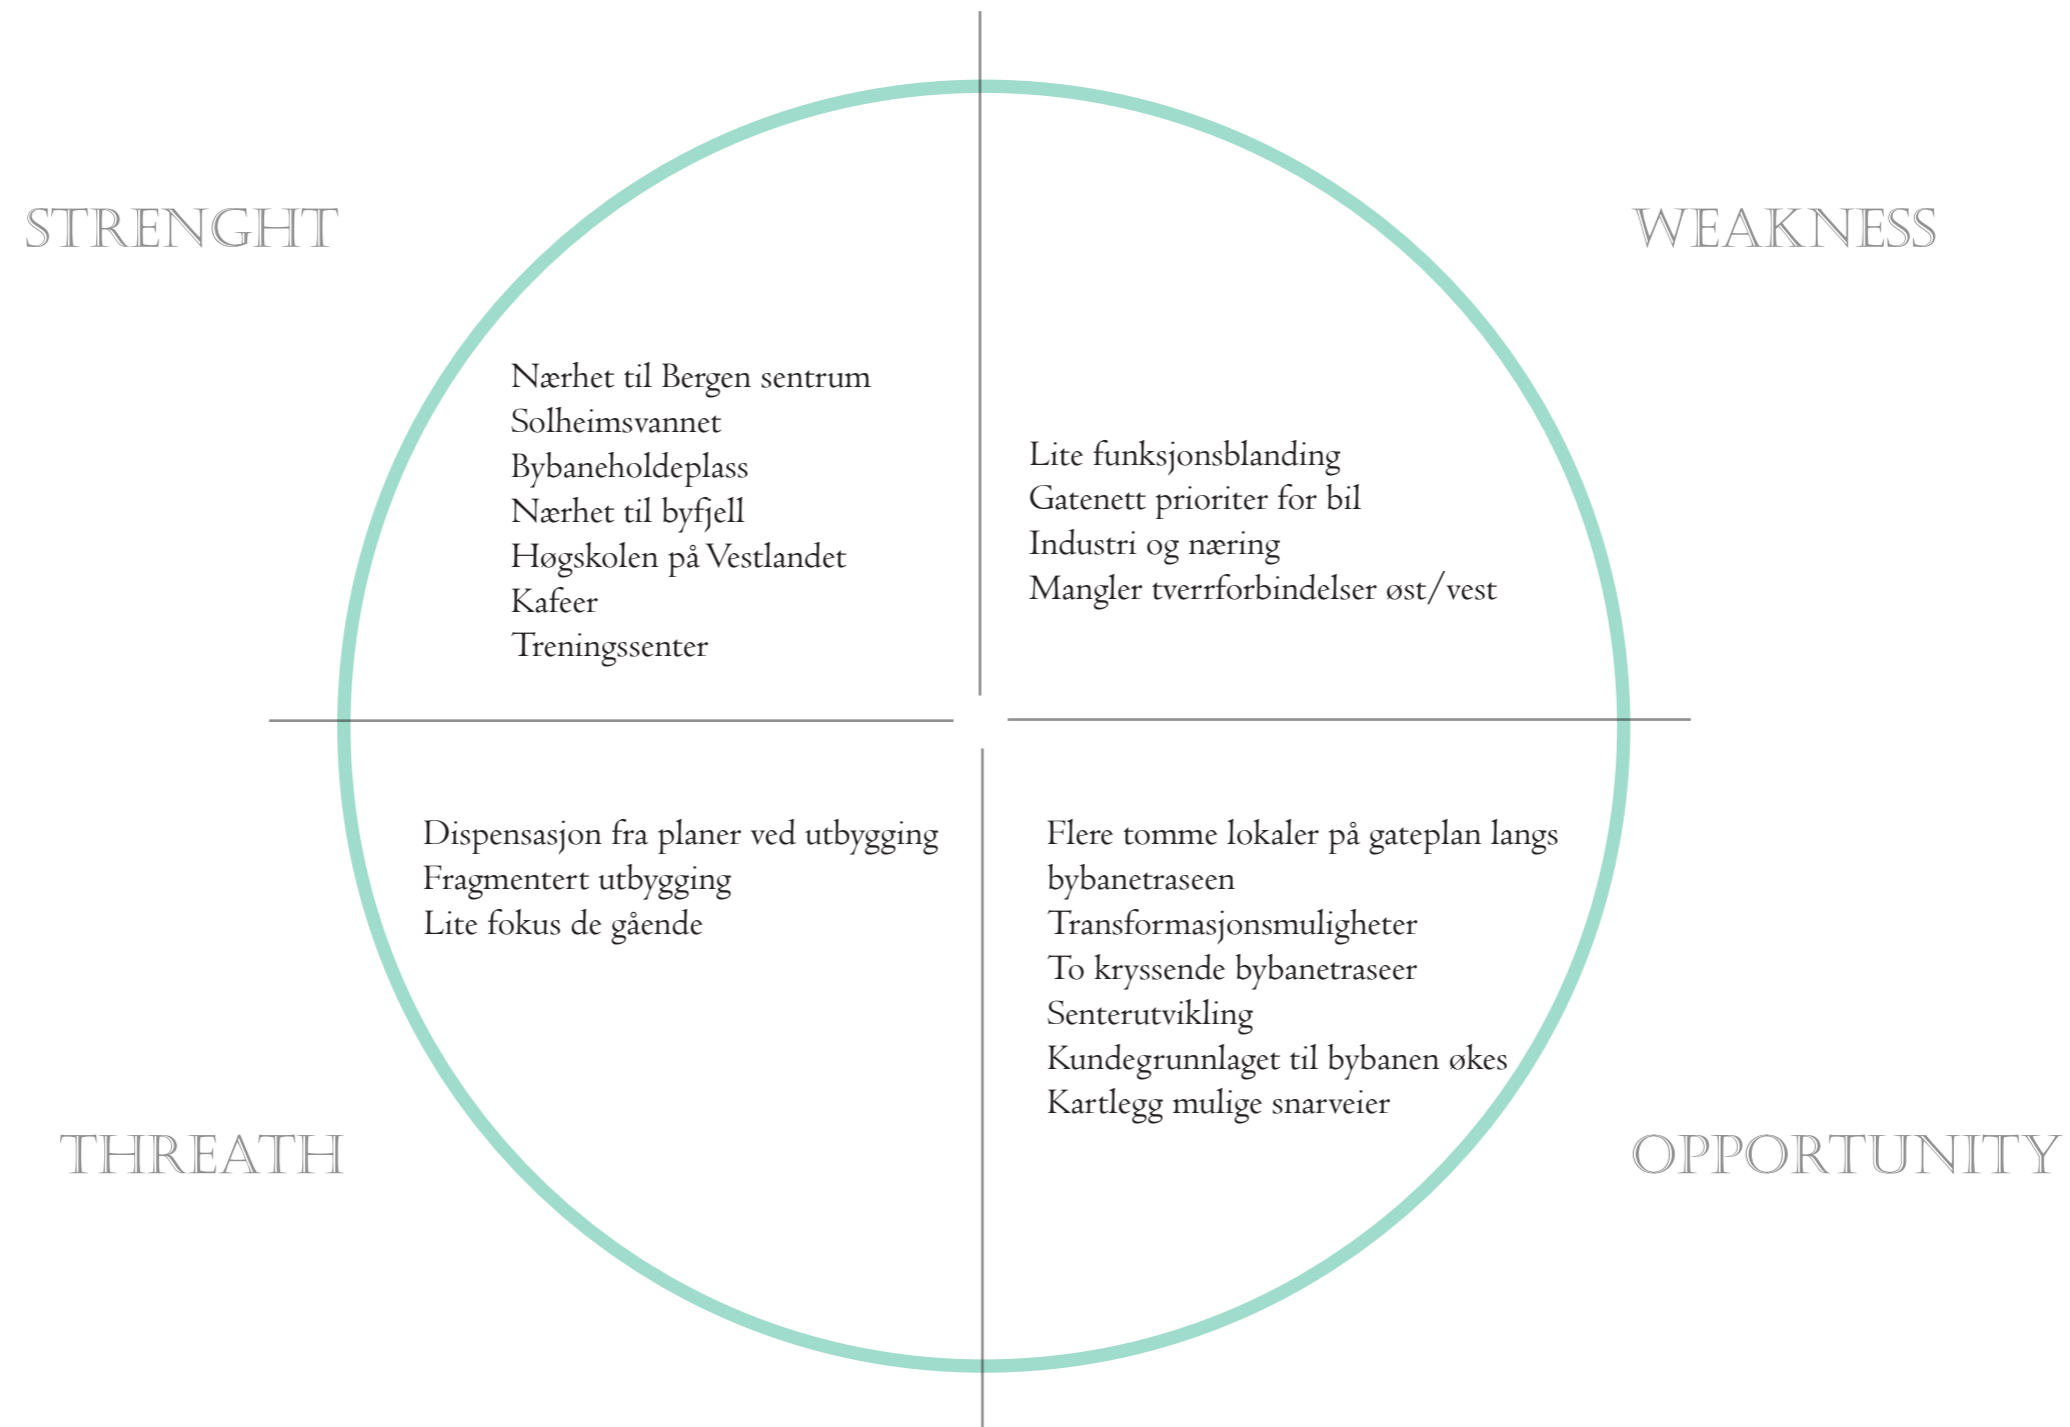 STRENGHT
WEAKNESS
Nærhet til Bergen sentrum
Solheimsvannet
Bybaneholdeplass
Nærhet til byfjell
Høgskolen på Vestlandet
Kafeer
Treningssenter
Lite funksjonsblanding
Gatenett prioriter for bil
Industri og næring
Mangler tverrforbindelser øst/vest
Dispensasjon fra planer ved utbygging
Fragmentert utbygging
Lite fokus de gående
Flere tomme lokaler på gateplan langs
bybanetraseen
Transformasjonsmuligheter
To kryssende bybanetraseer
Senterutvikling
Kundegrunnlaget til bybanen økes
Kartlegg mulige snarveier
THREATH
OPPORTUNITY